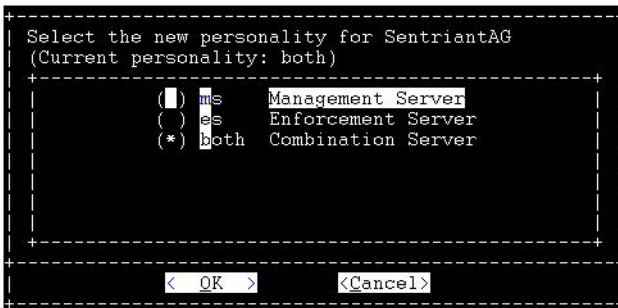 Select the new personality for SentriantAG
(Current personality: both)
( ) ms Management Server
( ) es Enforcement Server
(*) both Combination Server
< OK > <Cancel>